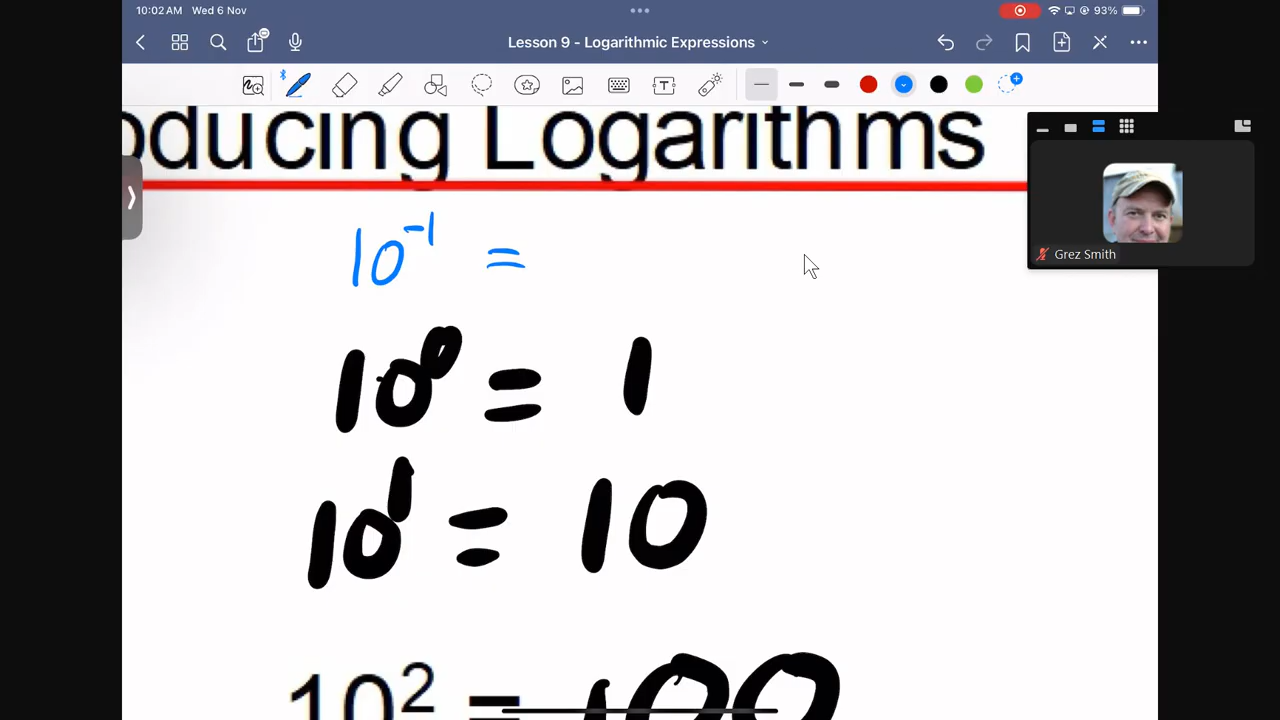 10:02 AM Wed 6 Nov
93%
Lesson 9 - Logarithmic Expressions
oducing Logarithms
Grez Smith
10⁻¹ =
10⁰ = 1
10¹ = 10
10² = 100